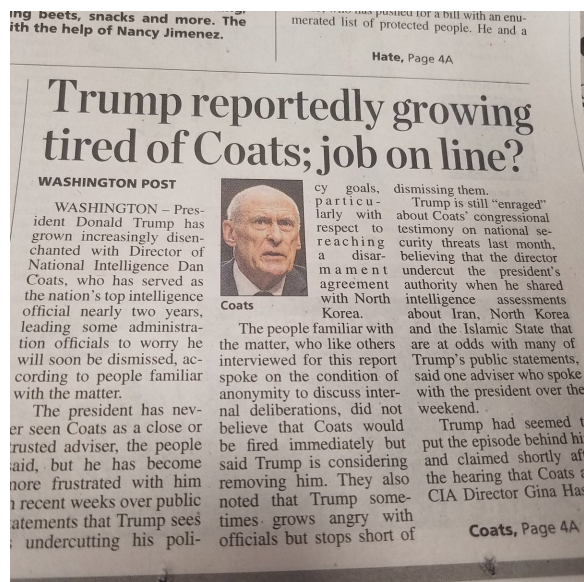 beets, snacks and more. The
ith the help of Nancy Jimenez.
pushed for a bill with an enu-
merated list of protected people. He and a
Hate, Page 4A
Trump reportedly growing
tired of Coats; job on line?
WASHINGTON POST
WASHINGTON – Pres-
ident Donald Trump has
grown increasingly disen-
chanted with Director of
National Intelligence Dan
Coats, who has served as
the nation's top intelligence
official nearly two years,
leading some administra-
tion officials to worry he
will soon be dismissed, ac-
cording to people familiar
with the matter.
The president has nev-
er seen Coats as a close or
rusted adviser, the people
aid, but he has become
ore frustrated with him
recent weeks over public
atements that Trump sees
undercutting his poli-
Coats
cy goals,
particu-
larly with
respect to
reaching
a disar-
mament
agreement
with North
Korea.
The people familiar with
the matter, who like others
interviewed for this report
spoke on the condition of
anonymity to discuss inter-
nal deliberations, did not
believe that Coats would
be fired immediately but
said Trump is considering
removing him. They also
noted that Trump some-
times grows angry with
officials but stops short of
dismissing them.
Trump is still "enraged"
about Coats' congressional
testimony on national se-
curity threats last month,
believing that the director
undercut the president's
authority when he shared
intelligence assessments
about Iran, North Korea
and the Islamic State that
are at odds with many of
Trump's public statements,
said one adviser who spoke
with the president over the
weekend.
Trump had seemed t
put the episode behind hi
and claimed shortly aft
the hearing that Coats a
CIA Director Gina Has
Coats, Page 4A